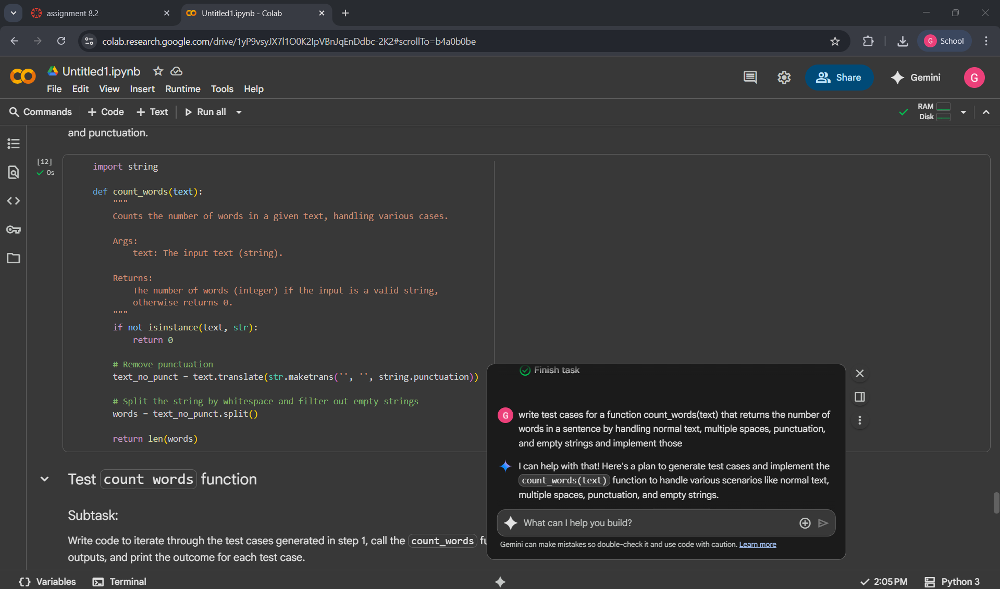 assignment 8.2
Untitled1.ipynb - Colab
colab.research.google.com/drive/1yP9vsyJX7l1O0K2IpVBnJqEnDdbc-2K2#scrollTo=b4a0b0be
G School
Untitled1.ipynb
File Edit View Insert Runtime Tools Help
Share
Gemini
G
Commands + Code + Text Run all
RAM
Disk
and punctuation.
[12]
0s
import string
def count_words(text):
"""
Counts the number of words in a given text, handling various cases.
Args:
text: The input text (string).
Returns:
The number of words (integer) if the input is a valid string,
otherwise returns 0.
"""
if not isinstance(text, str):
return 0
# Remove punctuation
text_no_punct = text.translate(str.maketrans('', '', string.punctuation))
# Split the string by whitespace and filter out empty strings
words = text_no_punct.split()
return len(words)
Test count words function
Subtask:
Write code to iterate through the test cases generated in step 1, call the count_words fu
outputs, and print the outcome for each test case.
Finish task
G
write test cases for a function count_words(text) that returns the number of
words in a sentence by handling normal text, multiple spaces, punctuation,
and empty strings and implement those
I can help with that! Here's a plan to generate test cases and implement the
count_words(text) function to handle various scenarios like normal text,
multiple spaces, punctuation, and empty strings.
What can I help you build?
Gemini can make mistakes so double-check it and use code with caution. Learn more
{} Variables Terminal
2:05 PM Python 3